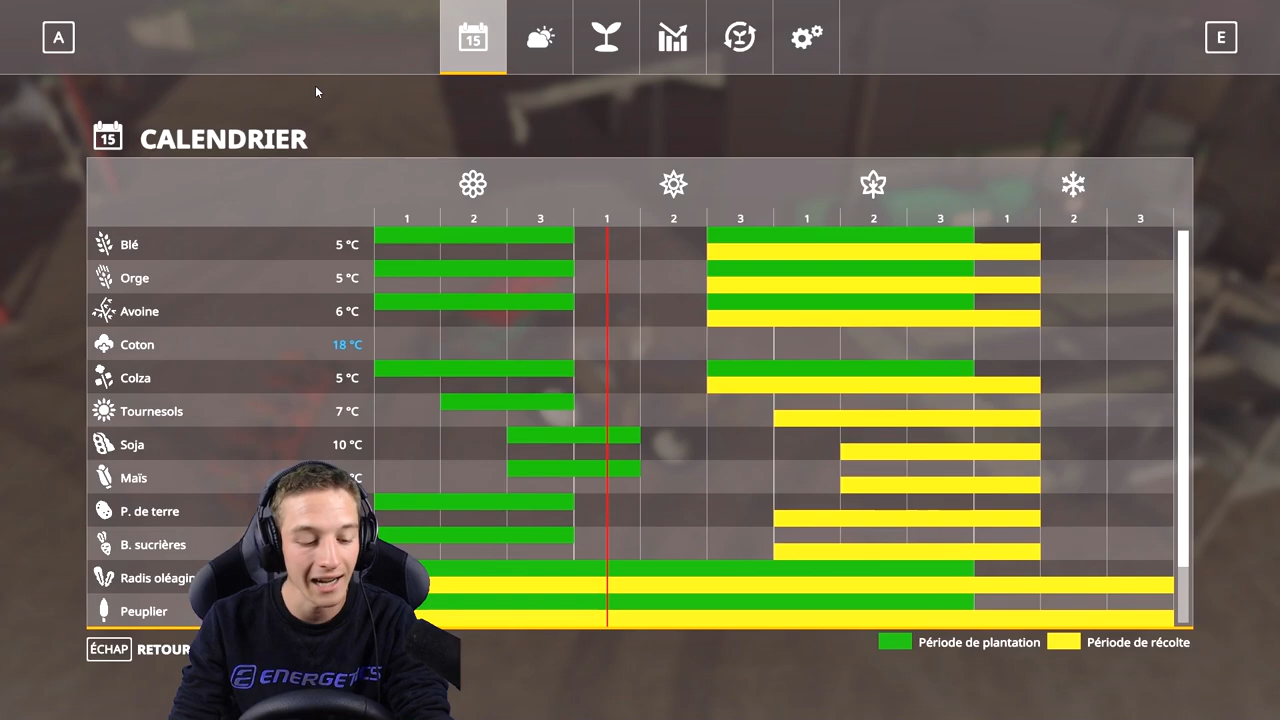 A
15
E
15
CALENDRIER
1 2 3 1 2 3 1 2 3 1 2 3
Blé 5 °C
Orge 5 °C
Avoine 6 °C
Coton 18 °C
Colza 5 °C
Tournesols 7 °C
Soja 10 °C
Maïs °C
P. de terre
B. sucrières
Radis
Peuplier
ÉCHAP RETOUR
Période de plantation
Période de récolte